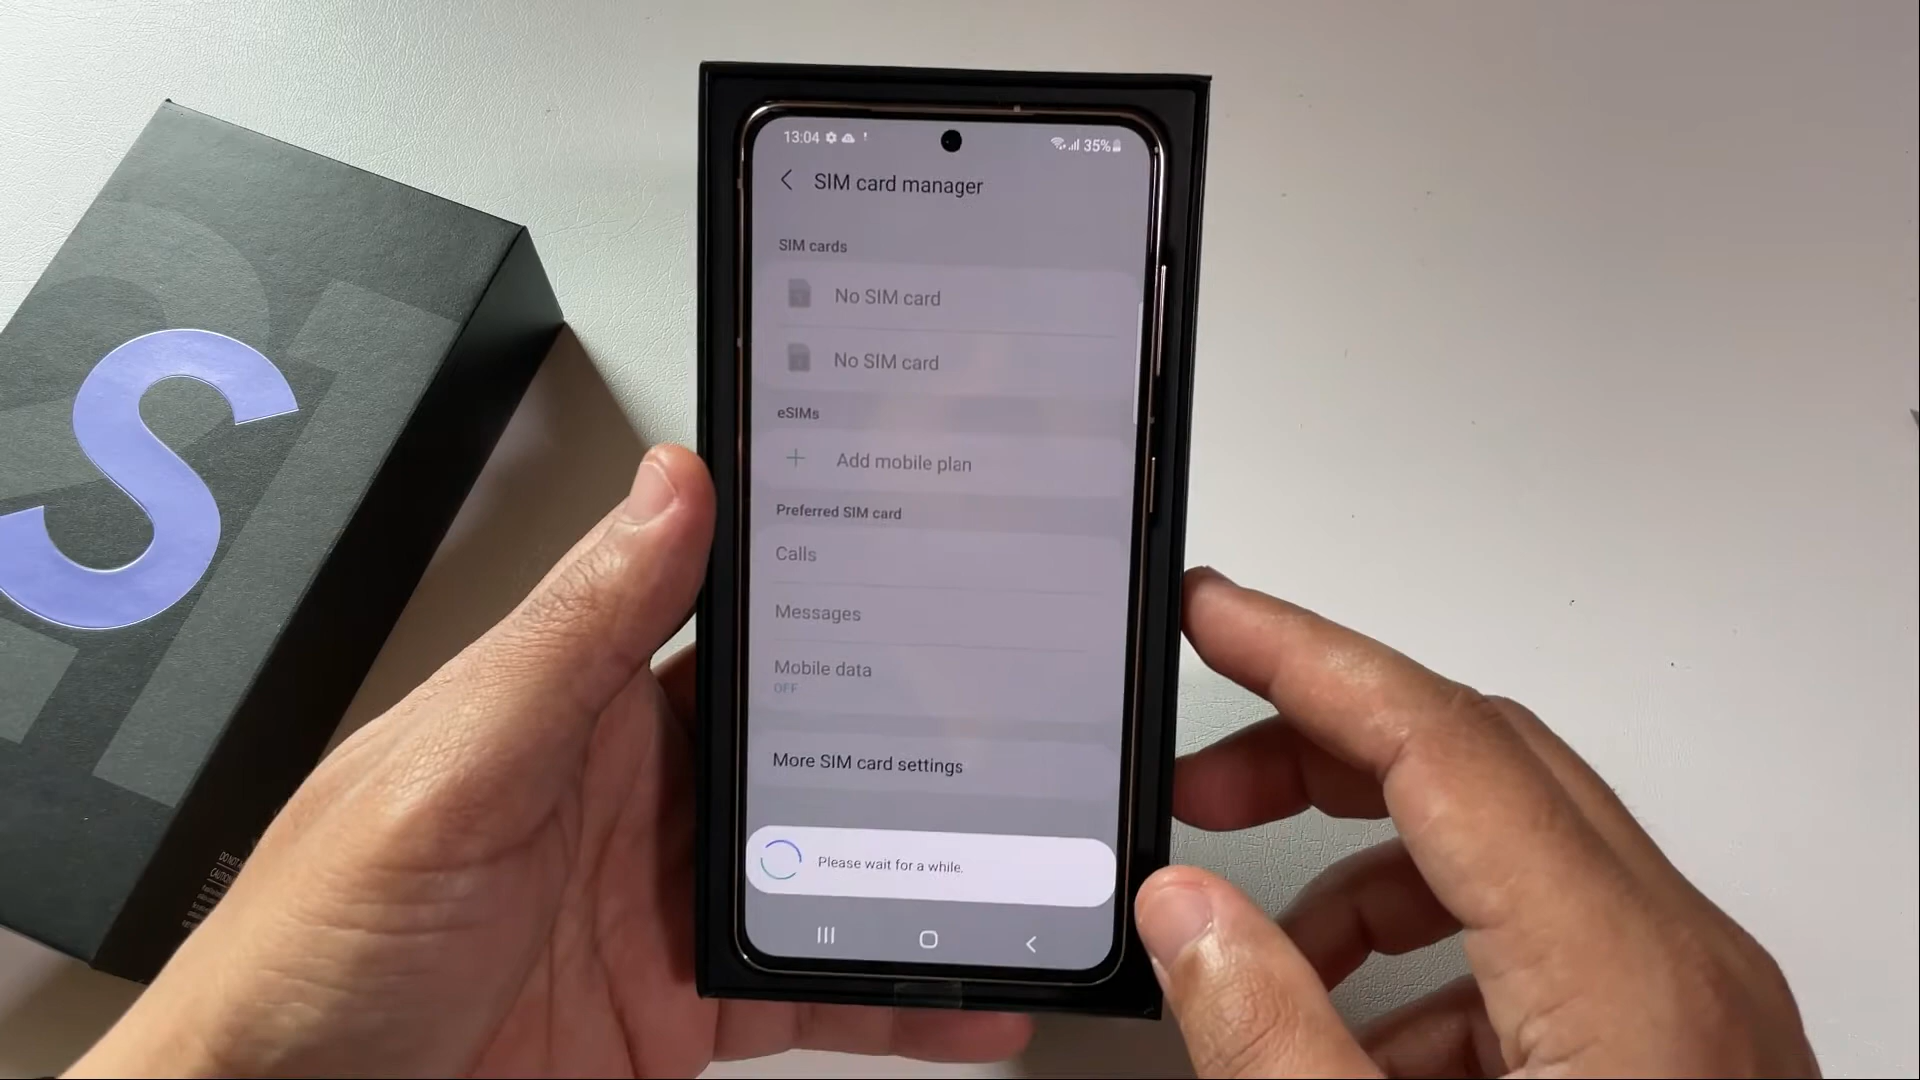 13:04
35%
SIM card manager
SIM cards
No SIM card
No SIM card
eSIMs
Add mobile plan
Preferred SIM card
Calls
Messages
Mobile data
OFF
More SIM card settings
Please wait for a while.
S